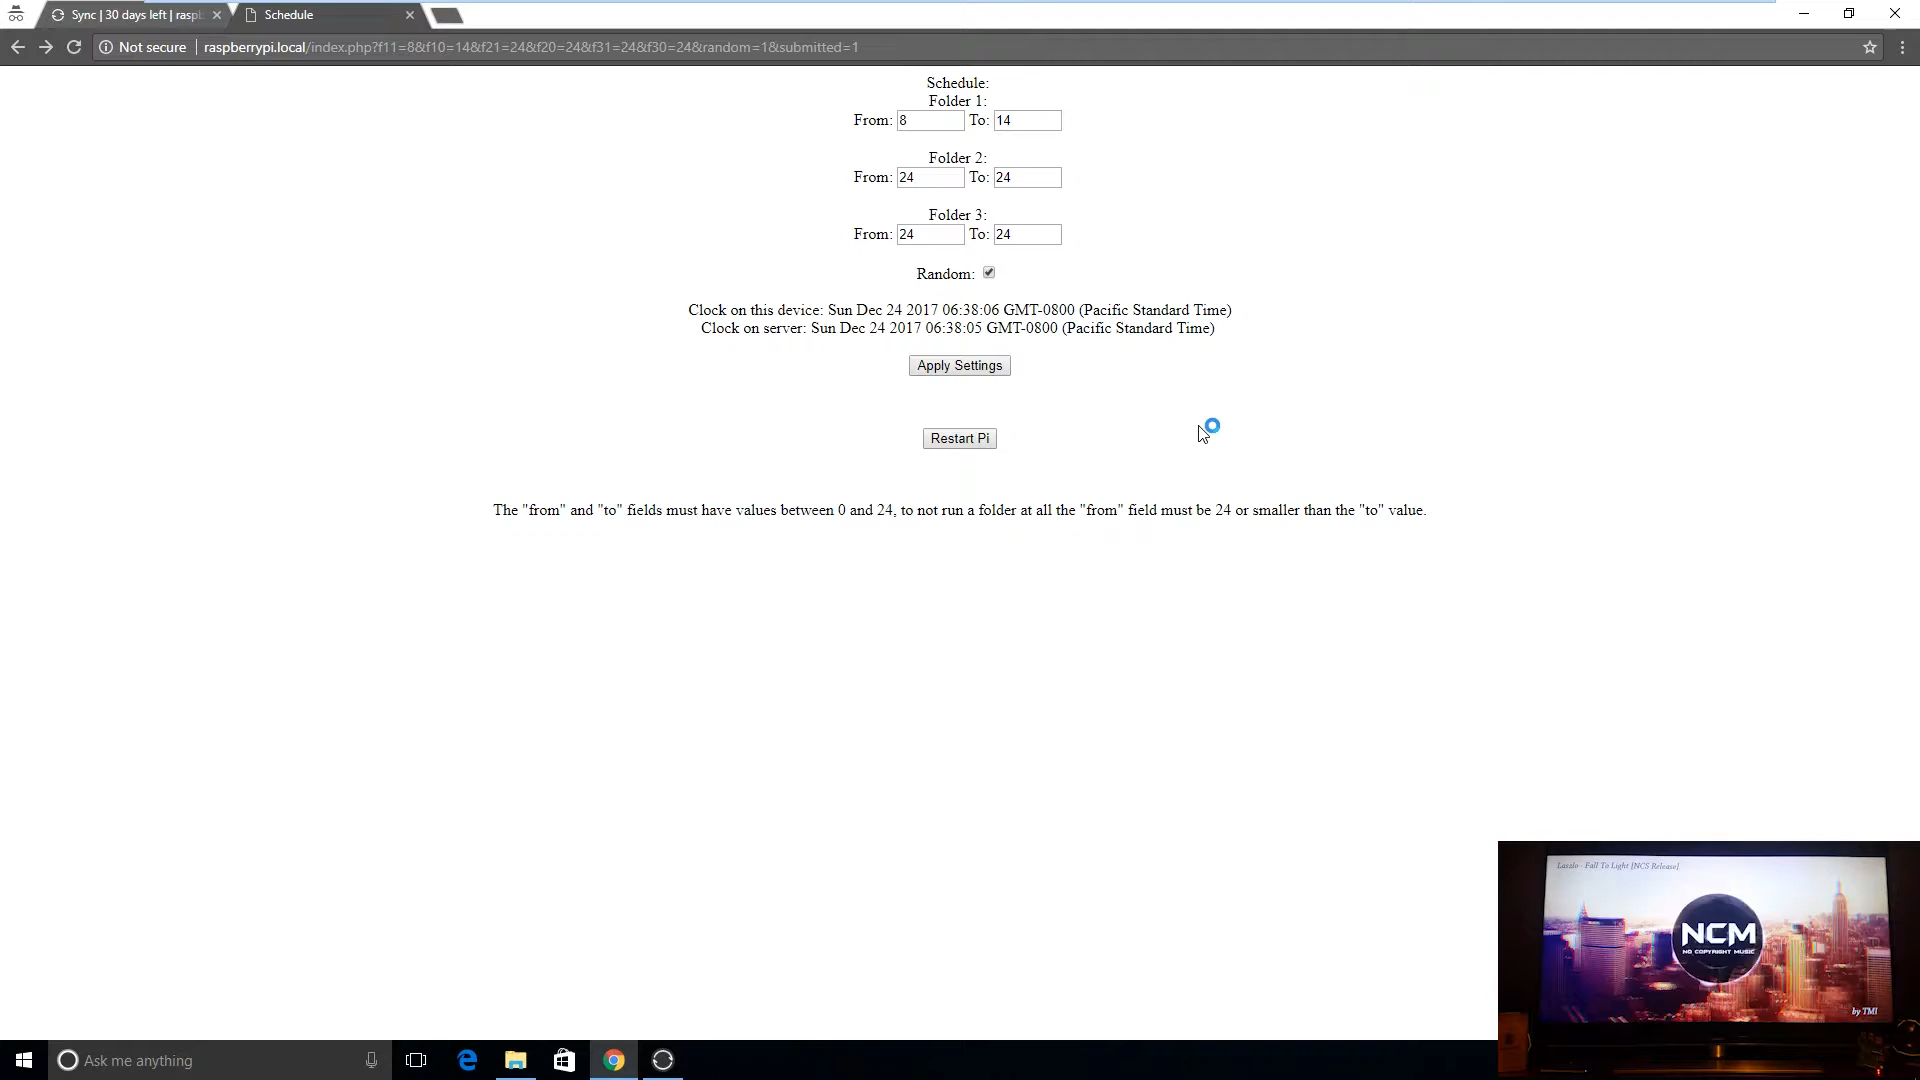 Sync | 30 days left | raspb
Schedule
Not secure
raspberrypi.local/index.php?f11=8&f10=14&f21=24&f20=24&f31=24&f30=24&random=1&submitted=1
Schedule:
Folder 1:
From: 8 To: 14
Folder 2:
From: 24 To: 24
Folder 3:
From: 24 To: 24
Random:
Clock on this device: Sun Dec 24 2017 06:38:06 GMT-0800 (Pacific Standard Time)
Clock on server: Sun Dec 24 2017 06:38:05 GMT-0800 (Pacific Standard Time)
Apply Settings
Restart Pi
The "from" and "to" fields must have values between 0 and 24, to not run a folder at all the "from" field must be 24 or smaller than the "to" value.
Laszlo - Fall To Light [NCS Release]
NCM
NO COPYRIGHT MUSIC
by TMI
Ask me anything